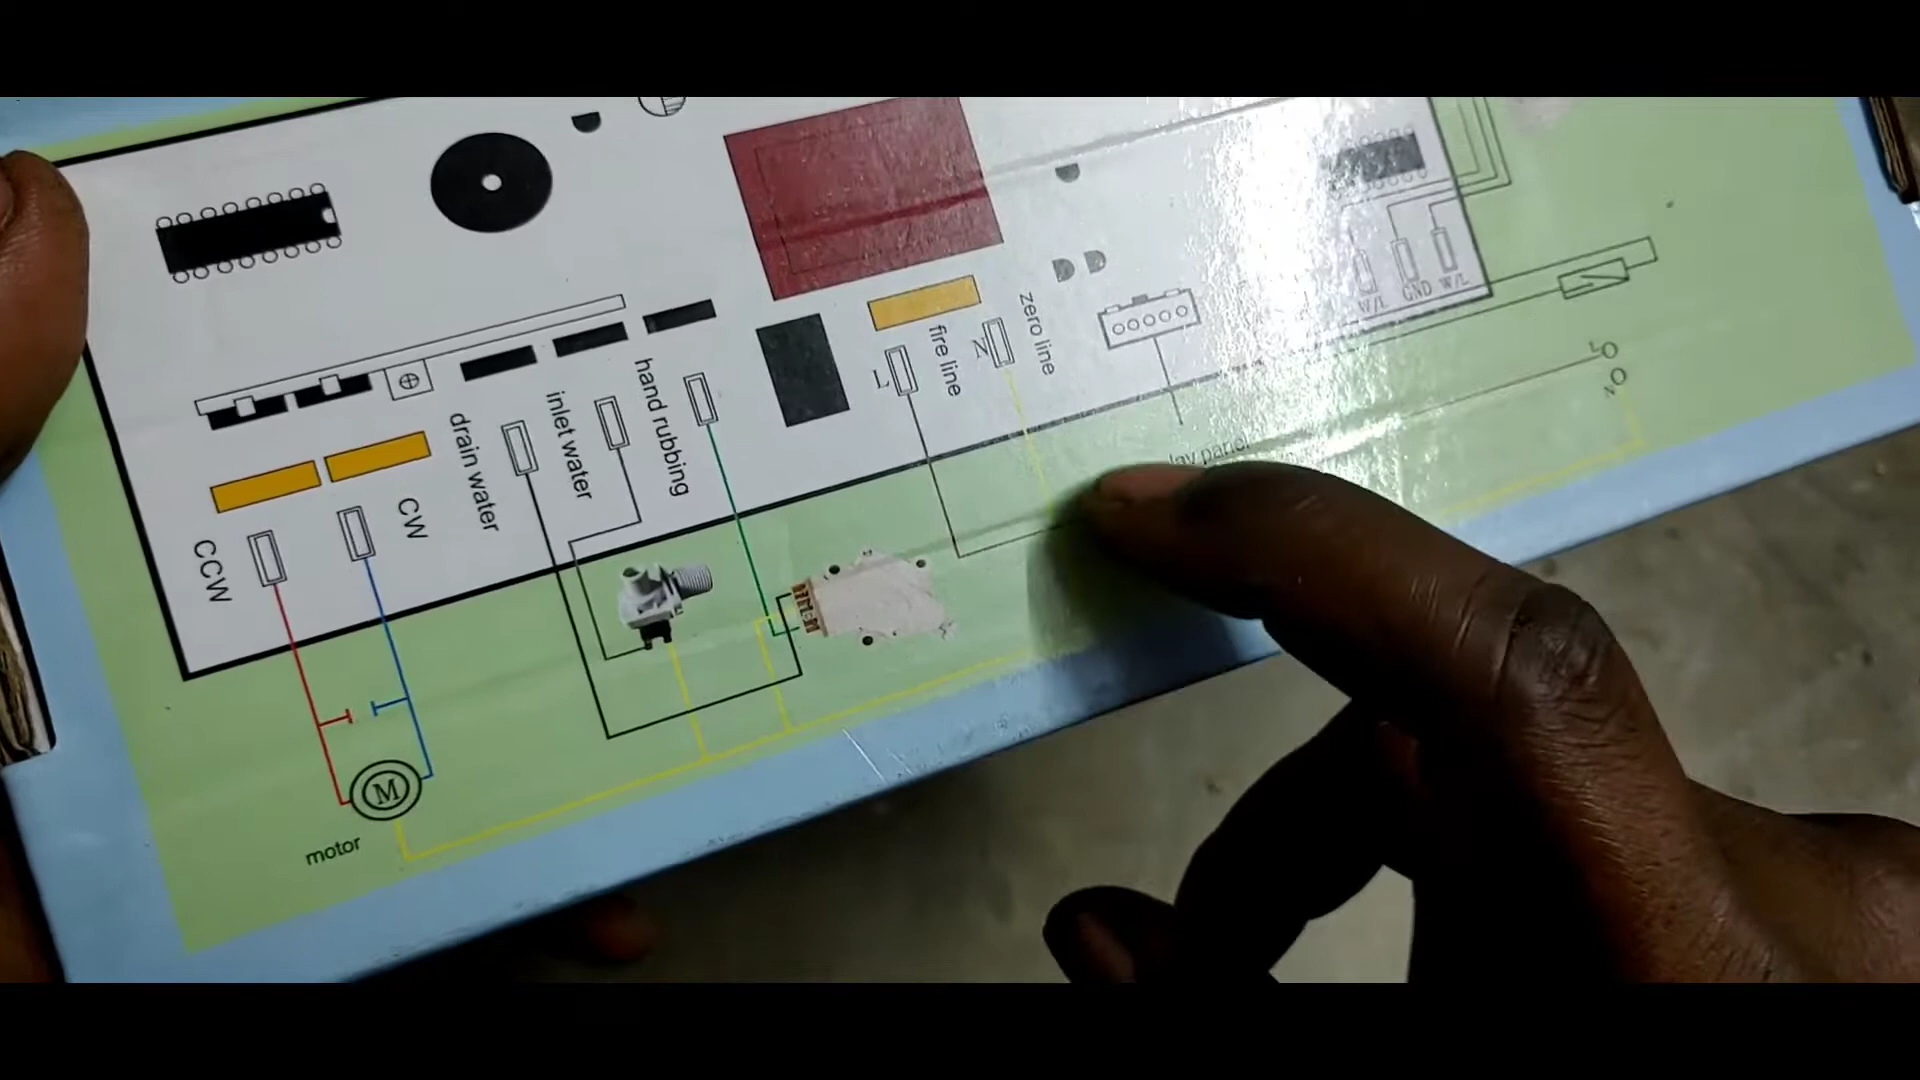 CCW
CW
drain water
inlet water
hand rubbing
L
fire line
N
zero line
W/L
GND
W/L
L
N
M
motor